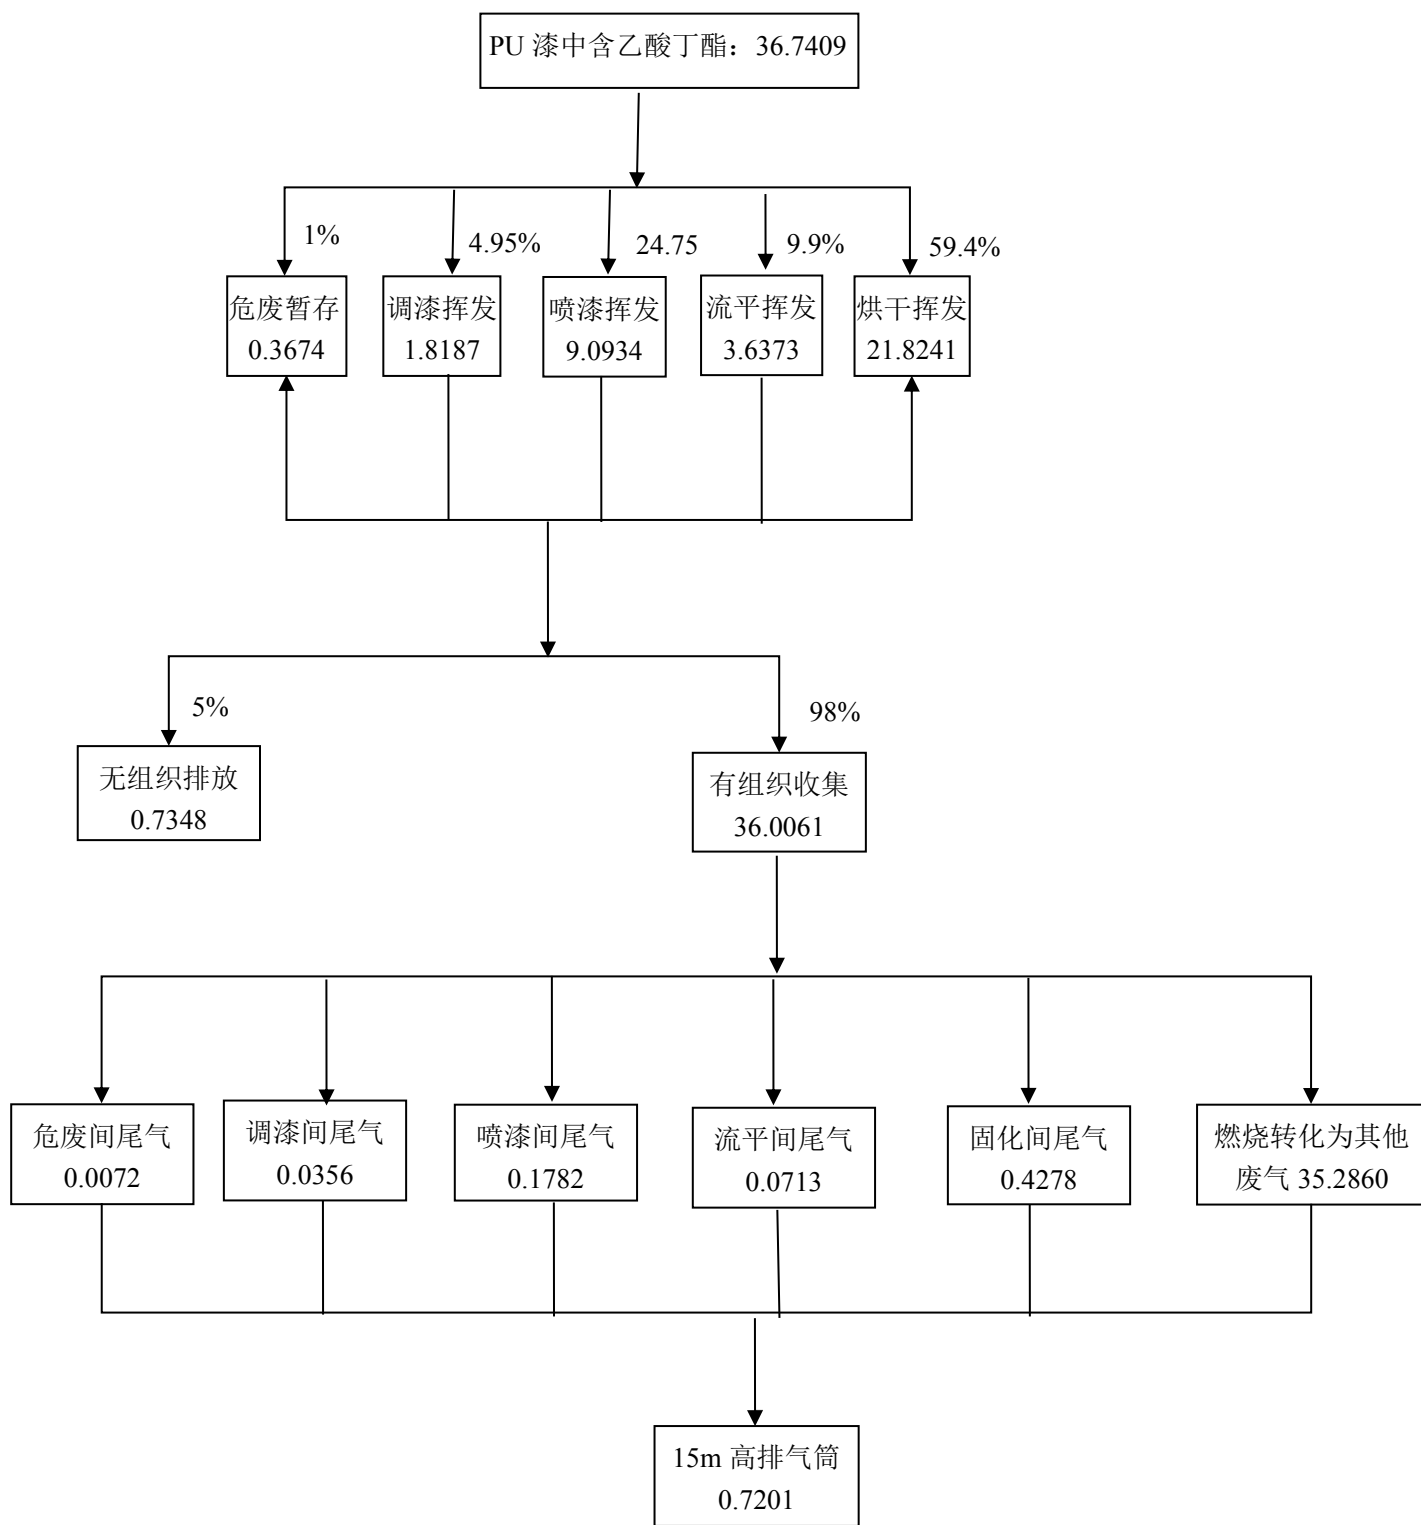 PU 漆中含乙酸丁酯：36.7409
1%
4.95%
24.75
9.9%
59.4%
危废暂存
0.3674
调漆挥发
1.8187
喷漆挥发
9.0934
流平挥发
3.6373
烘干挥发
21.8241
5%
98%
无组织排放
0.7348
有组织收集
36.0061
危废间尾气
0.0072
调漆间尾气
0.0356
喷漆间尾气
0.1782
流平间尾气
0.0713
固化间尾气
0.4278
燃烧转化为其他
废气 35.2860
15m 高排气筒
0.7201